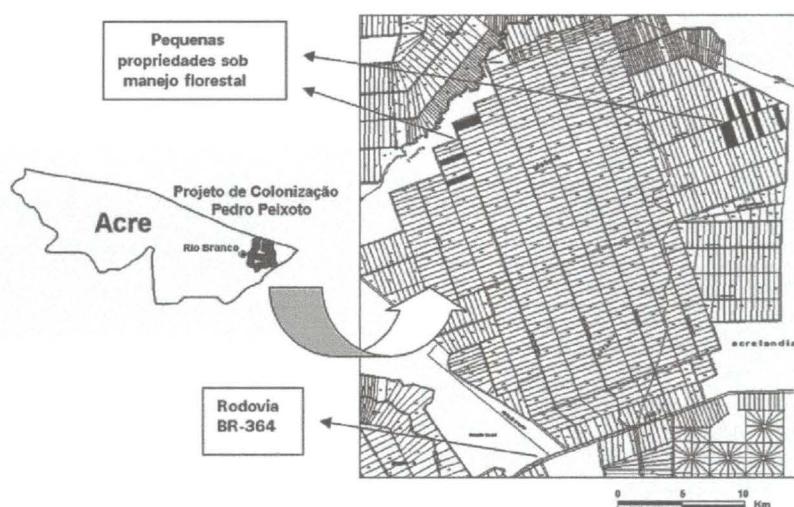 Pequenas
propriedades sob
manejo florestal
Projeto de Colonização
Pedro Peixoto
Acre
Rio Branco
acrelandia
Rodovia
BR-364
0 5 10
Km